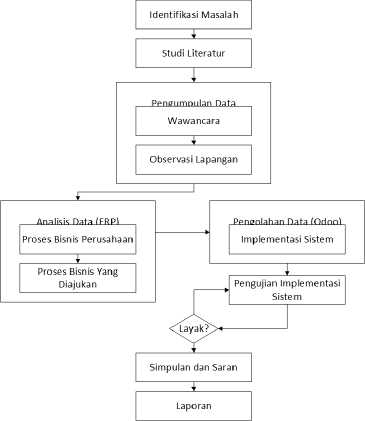 Identifikasi Masalah
Studi Literatur
Pengumpulan Data
Wawancara
Observasi Lapangan
Analisis Data (ERP)
Proses Bisnis Perusahaan
Proses Bisnis Yang
Diajukan
Pengolahan Data (Odoo)
Implementasi Sistem
Pengujian Implementasi
Sistem
Layak?
Simpulan dan Saran
Laporan